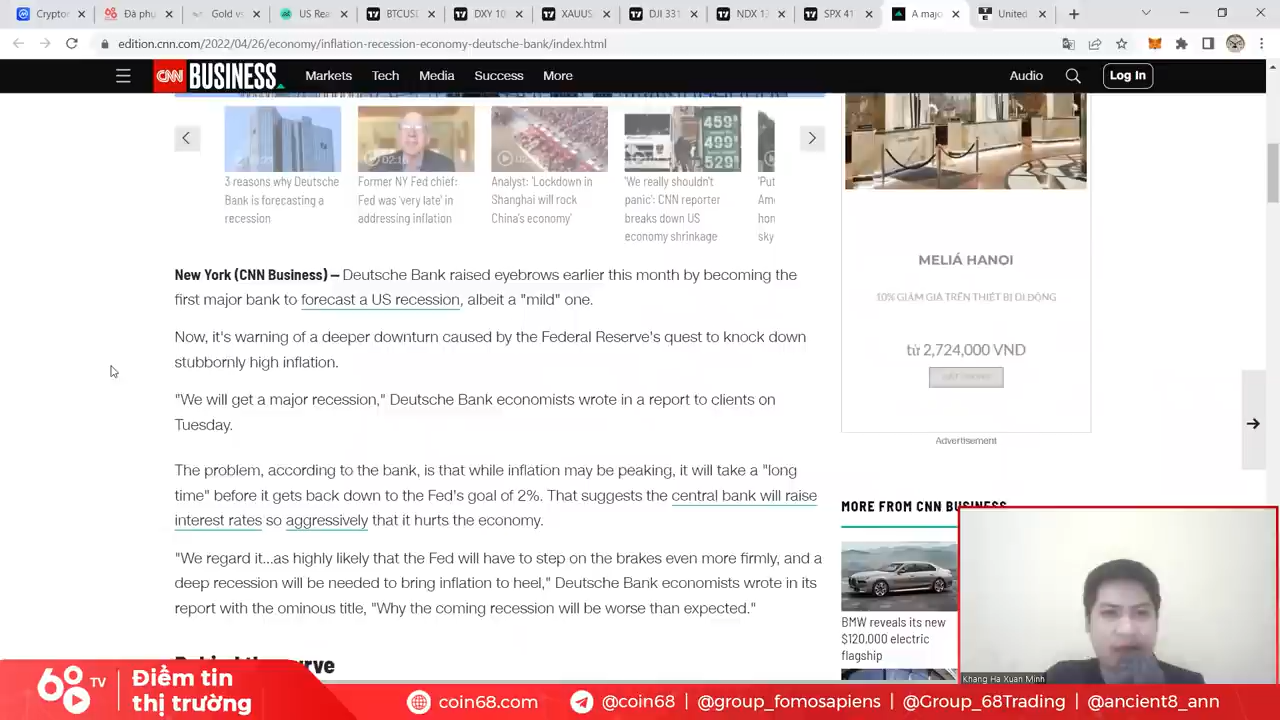 Cryptor
Đà phụ
Gold vs
US Rea
BTCUSD
DXY 10
XAUUS
DJI 331
NDX 13
SPX 41
A majo
United
edition.cnn.com/2022/04/26/economy/inflation-recession-economy-deutsche-bank/index.html
CNN BUSINESS Markets Tech Media Success More Audio Log In
3 reasons why Deutsche
Bank is forecasting a
recession
02:16
Former NY Fed chief:
Fed was 'very late' in
addressing inflation
Analyst: 'Lockdown in
Shanghai will rock
China's economy'
459
499
529
'We really shouldn't
panic': CNN reporter
breaks down US
economy shrinkage
'Put
Ame
hon
sky
New York (CNN Business) — Deutsche Bank raised eyebrows earlier this month by becoming the
first major bank to forecast a US recession, albeit a "mild" one.
Now, it's warning of a deeper downturn caused by the Federal Reserve's quest to knock down
stubbornly high inflation.
"We will get a major recession," Deutsche Bank economists wrote in a report to clients on
Tuesday.
The problem, according to the bank, is that while inflation may be peaking, it will take a "long
time" before it gets back down to the Fed's goal of 2%. That suggests the central bank will raise
interest rates so aggressively that it hurts the economy.
"We regard it...as highly likely that the Fed will have to step on the brakes even more firmly, and a
deep recession will be needed to bring inflation to heel," Deutsche Bank economists wrote in its
report with the ominous title, "Why the coming recession will be worse than expected."
MELIÁ HANOI
10% GIẢM GIÁ TRÊN THIẾT BỊ DI ĐỘNG
từ 2,724,000 VND
Advertisement
MORE FROM CNN BUSINESS
BMW reveals its new
$120,000 electric
flagship
Khang Ha Xuan Minh
68 TV
Điểm tin
thị trường
coin68.com
@coin68 | @group_fomosapiens | @Group_68Trading | @ancient8_ann